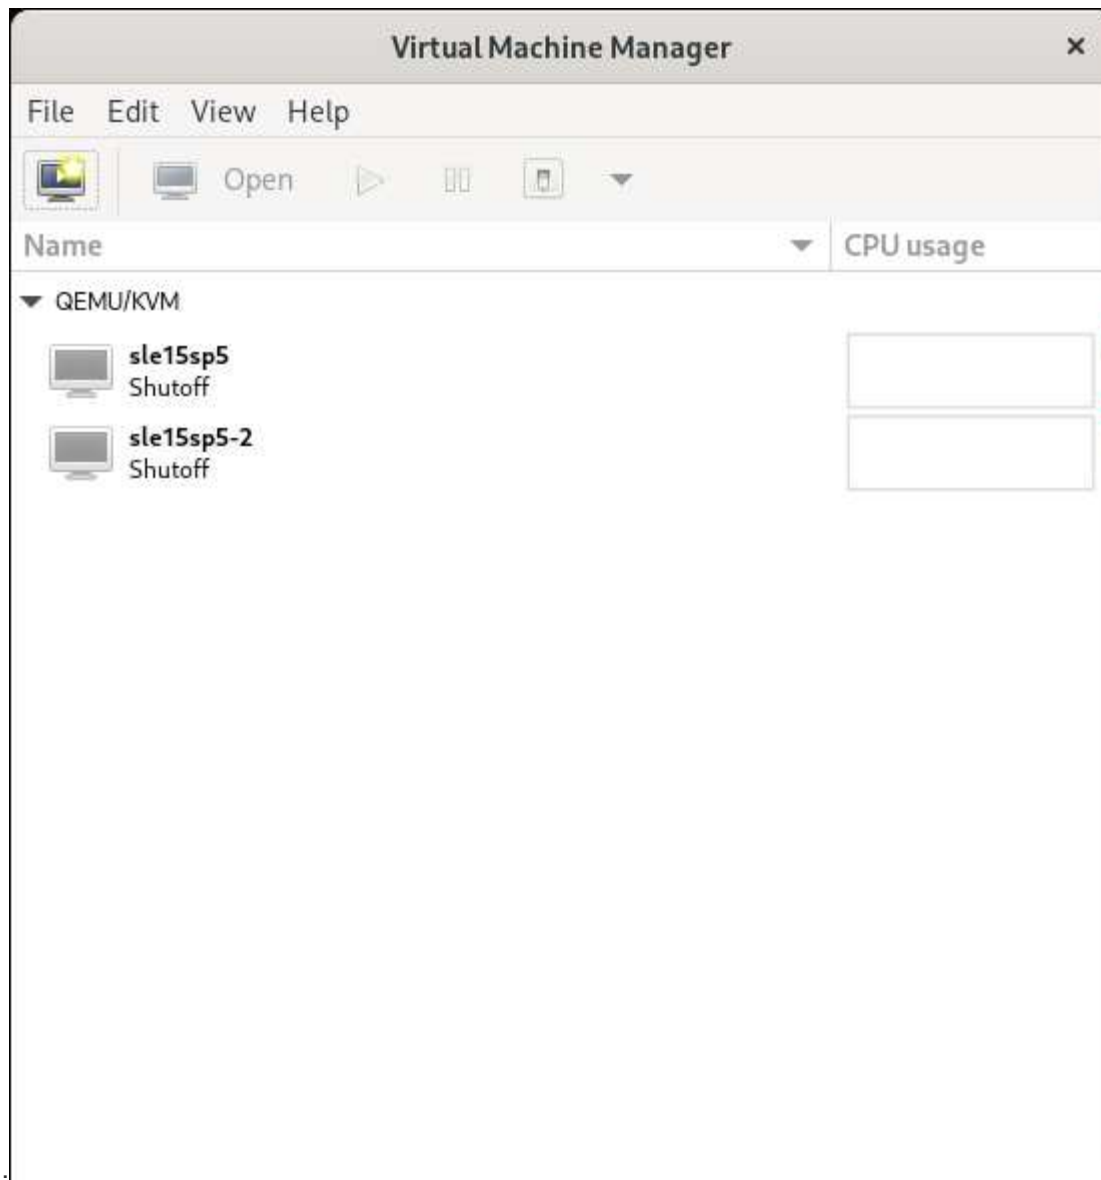 Virtual Machine Manager ×
File Edit View Help
Open
Name CPU usage
QEMU/KVM
sle15sp5
Shutoff
sle15sp5-2
Shutoff